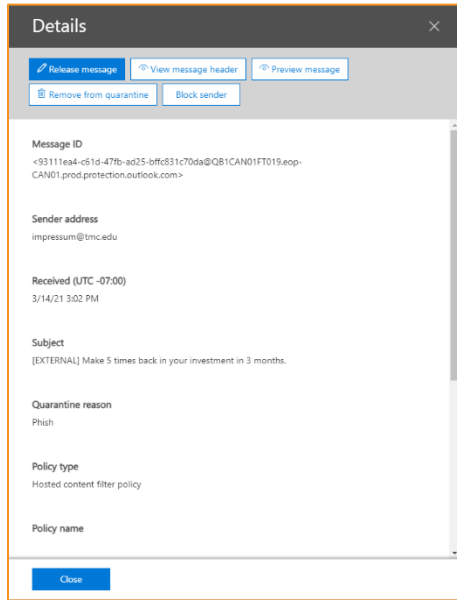 Details
Release message
View message header
Preview message
Remove from quarantine
Block sender
Message ID
<93111ea4-c61d-47fb-ad25-bffc831c70da@QB1CAN01FT019.eop-
CAN01.prod.protection.outlook.com>
Sender address
impressum@tmc.edu
Received (UTC -07:00)
3/14/21 3:02 PM
Subject
[EXTERNAL] Make 5 times back in your investment in 3 months.
Quarantine reason
Phish
Policy type
Hosted content filter policy
Policy name
Close